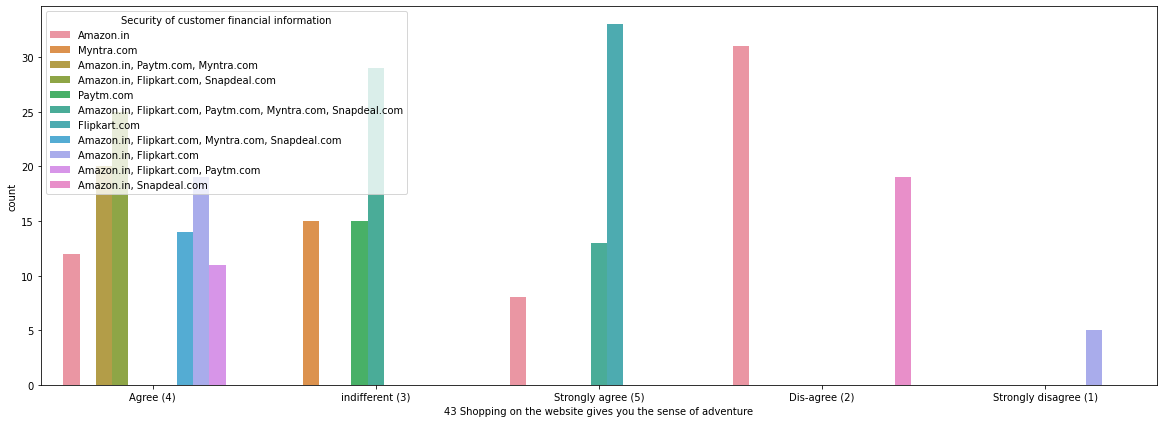 Security of customer financial information
Amazon.in
Myntra.com
Amazon.in, Paytm.com, Myntra.com
Amazon.in, Flipkart.com, Snapdeal.com
Paytm.com
Amazon.in, Flipkart.com, Paytm.com, Myntra.com, Snapdeal.com
Flipkart.com
Amazon.in, Flipkart.com, Myntra.com, Snapdeal.com
Amazon.in, Flipkart.com
Amazon.in, Flipkart.com, Paytm.com
Amazon.in, Snapdeal.com
30
25
20
15
10
5
0
count
Agree (4) indifferent (3) Strongly agree (5) Dis-agree (2) Strongly disagree (1)
43 Shopping on the website gives you the sense of adventure